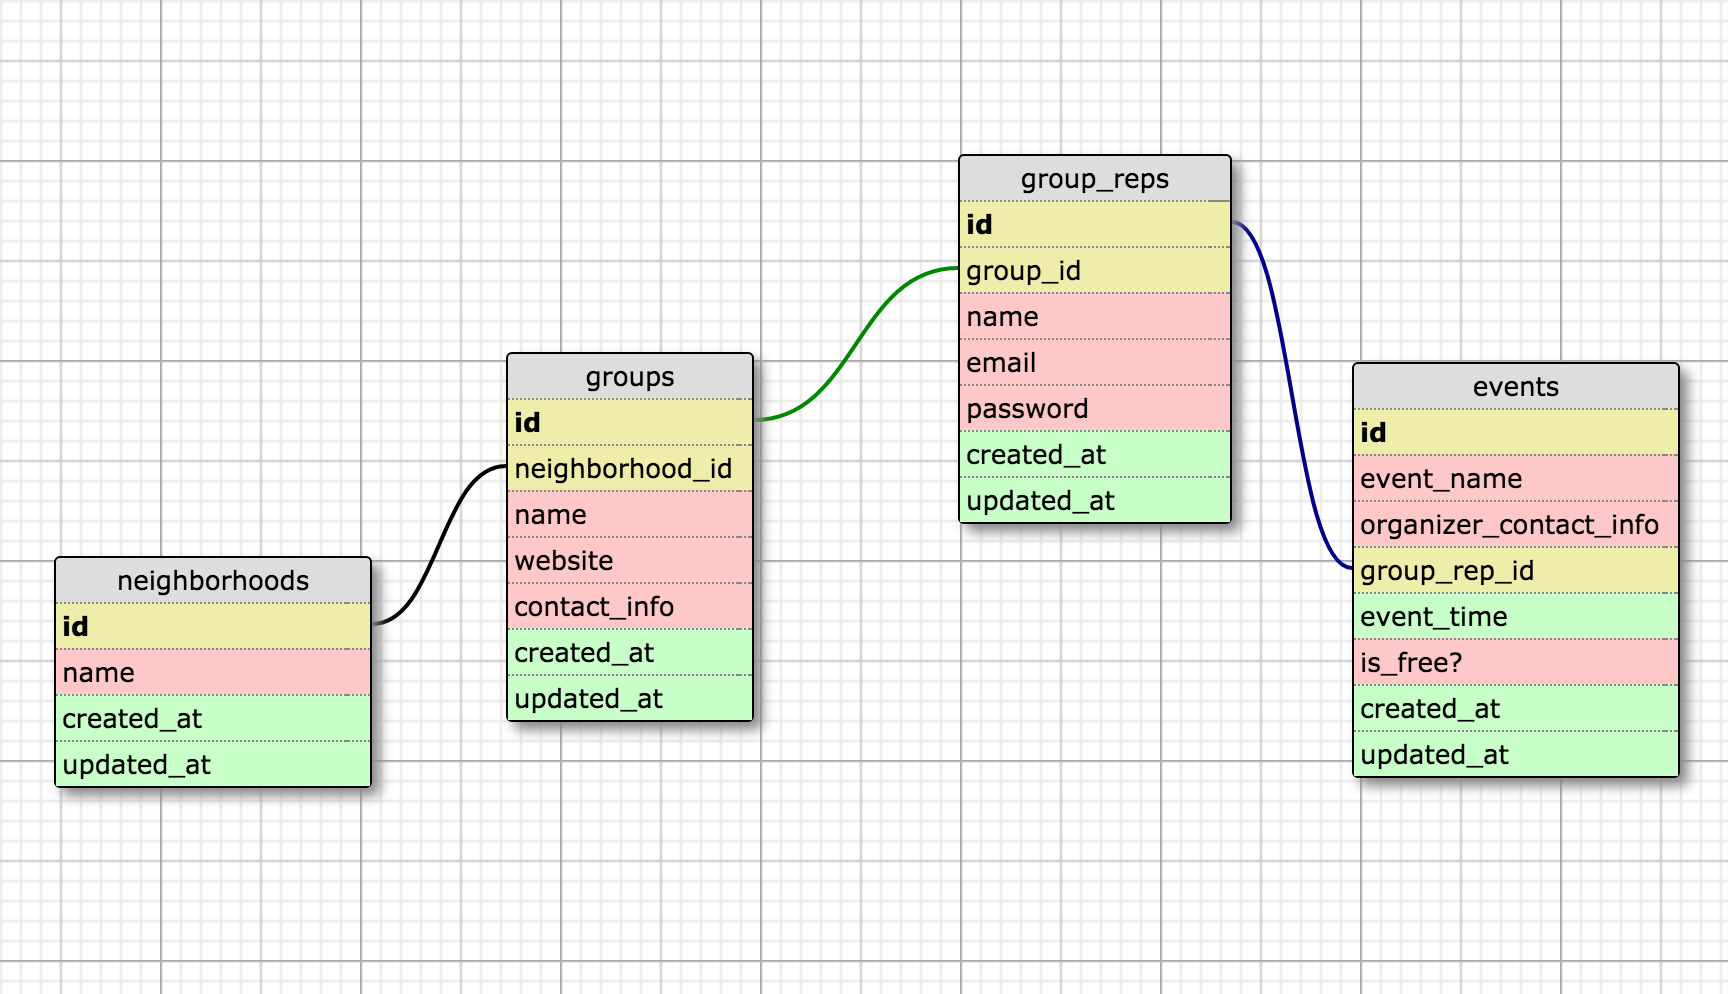 neighborhoods
id
name
created_at
updated_at
groups
id
neighborhood_id
name
website
contact_info
created_at
updated_at
group_reps
id
group_id
name
email
password
created_at
updated_at
events
id
event_name
organizer_contact_info
group_rep_id
event_time
is_free?
created_at
updated_at